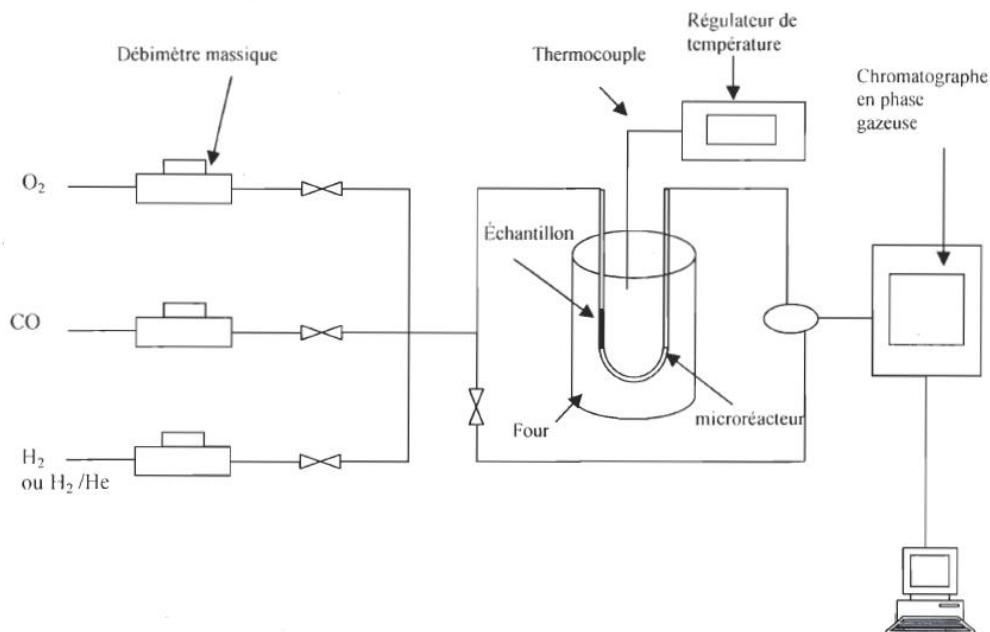 Régulateur de
température
Débimètre massique
Thermocouple
Chromatographe
en phase
gazeuse
O₂
Échantillon
CO
microréacteur
Four
H₂
ou H₂ /He